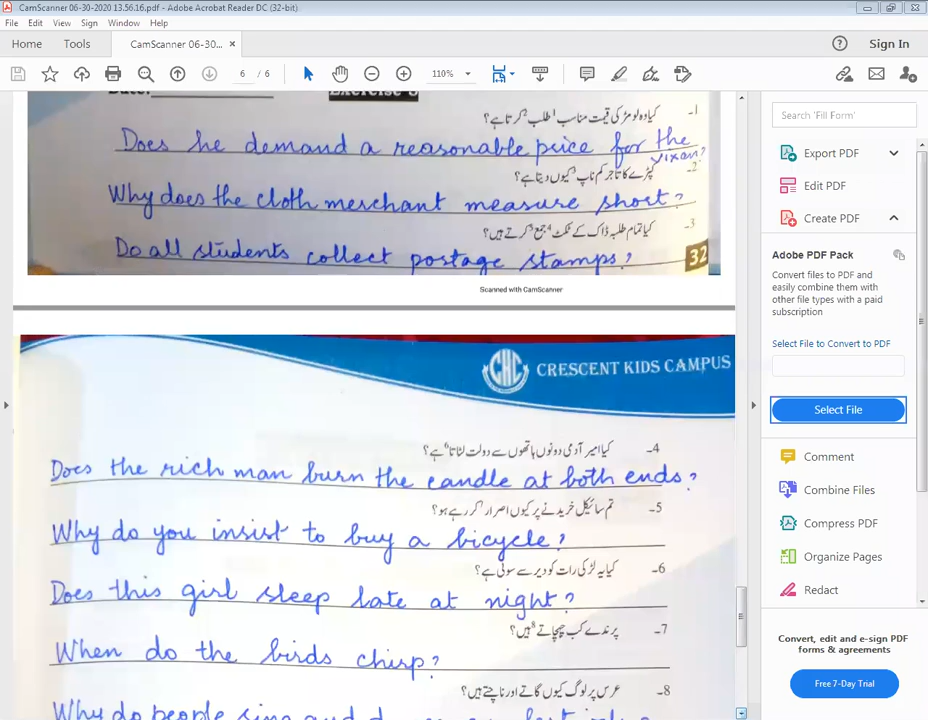 CamScanner 06-30-2020 13.56.16.pdf - Adobe Acrobat Reader DC (32-bit)
File Edit View Sign Window Help
Home Tools CamScanner 06-30... × Sign In
6 / 6 110%
1- کیا وہ لومڑ کی قیمت مناسب طلب کرتا ہے؟
Does he demand a reasonable price for the
vixan?
2- کپڑے کا تاجر کم ناپ کیوں دیتا ہے؟
Why does the cloth merchant measure short?
3- کیا تمام طلبہ ڈاک کے ٹکٹ جمع کرتے ہیں؟
Do all students collect postage stamps?
32
Scanned with CamScanner
CHC CRESCENT KIDS CAMPUS
4- کیا امیر آدمی دونوں ہاتھوں سے دولت لٹاتا ہے؟
Does the rich man burn the candle at both ends?
5- تم سائیکل خریدنے پر کیوں اصرار کر رہے ہو؟
Why do you insist to buy a bicycle?
6- کیا یہ لڑکی رات کو دیر سے سوتی ہے؟
Does this girl sleep late at night?
7- پرندے کب چہچہاتے ہیں؟
When do the birds chirp?
8- عرس پر لوگ کیوں گاتے اور ناچتے ہیں؟
Why do people sing and
Search 'Fill Form'
Export PDF
Edit PDF
Create PDF
Adobe PDF Pack
Convert files to PDF and
easily combine them with
other file types with a paid
subscription
Select File to Convert to PDF
Select File
Comment
Combine Files
Compress PDF
Organize Pages
Redact
Convert, edit and e-sign PDF
forms & agreements
Free 7-Day Trial